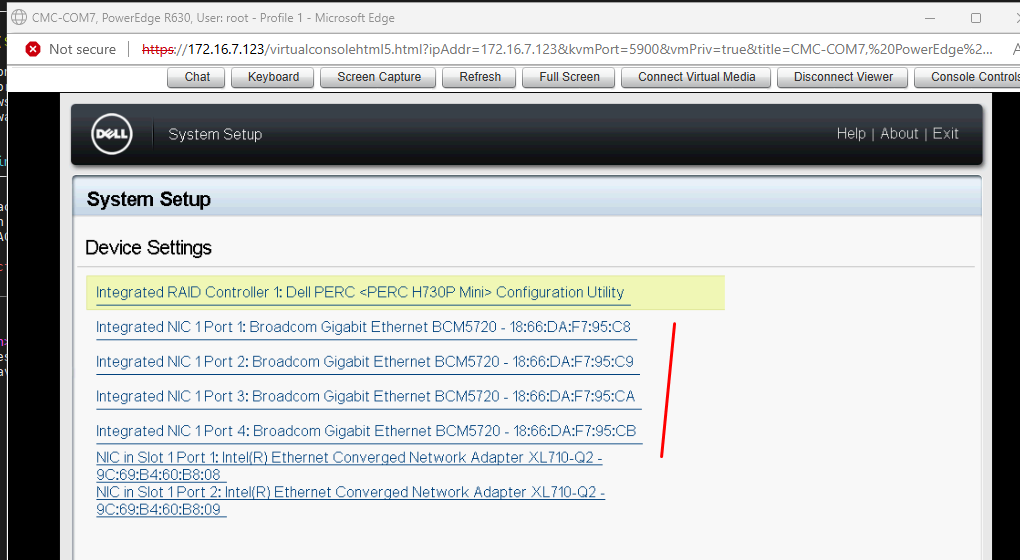 CMC-COM7, PowerEdge R630, User: root - Profile 1 - Microsoft Edge
Not secure https://172.16.7.123/virtualconsolehtml5.html?ipAddr=172.16.7.123&kvmPort=5900&vmPriv=true&title=CMC-COM7,%20PowerEdge%2...
Chat Keyboard Screen Capture Refresh Full Screen Connect Virtual Media Disconnect Viewer Console Controls
DELL System Setup Help | About | Exit
System Setup
Device Settings
Integrated RAID Controller 1: Dell PERC <PERC H730P Mini> Configuration Utility
Integrated NIC 1 Port 1: Broadcom Gigabit Ethernet BCM5720 - 18:66:DA:F7:95:C8
Integrated NIC 1 Port 2: Broadcom Gigabit Ethernet BCM5720 - 18:66:DA:F7:95:C9
Integrated NIC 1 Port 3: Broadcom Gigabit Ethernet BCM5720 - 18:66:DA:F7:95:CA
Integrated NIC 1 Port 4: Broadcom Gigabit Ethernet BCM5720 - 18:66:DA:F7:95:CB
NIC in Slot 1 Port 1: Intel(R) Ethernet Converged Network Adapter XL710-Q2 -
9C:69:B4:60:B8:08
NIC in Slot 1 Port 2: Intel(R) Ethernet Converged Network Adapter XL710-Q2 -
9C:69:B4:60:B8:09